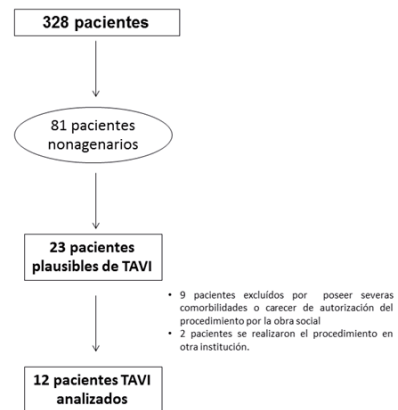 328 pacientes
81 pacientes
nonagenarios
23 pacientes
plausibles de TAVI
• 9 pacientes excluídos por poseer severas
comorbilidades o carecer de autorización del
procedimiento por la obra social
• 2 pacientes se realizaron el procedimiento en
otra institución.
12 pacientes TAVI
analizados